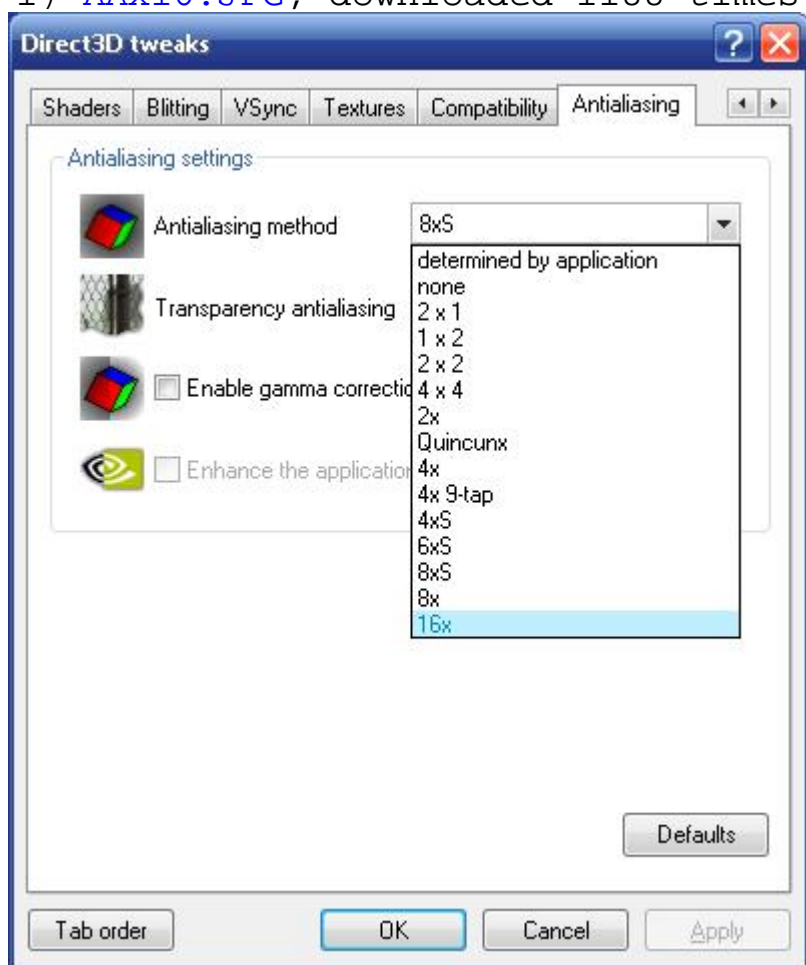 Direct3D tweaks
Shaders Blitting VSync Textures Compatibility Antialiasing
Antialiasing settings
Antialiasing method 8xS
determined by application
none
Transparency antialiasing 2 x 1
1 x 2
2 x 2
Enable gamma 4 x 4
2x
Quincunx
Enhance the 4x
4x 9-tap
4xS
6xS
8xS
8x
16x
Defaults
Tab order OK Cancel Apply